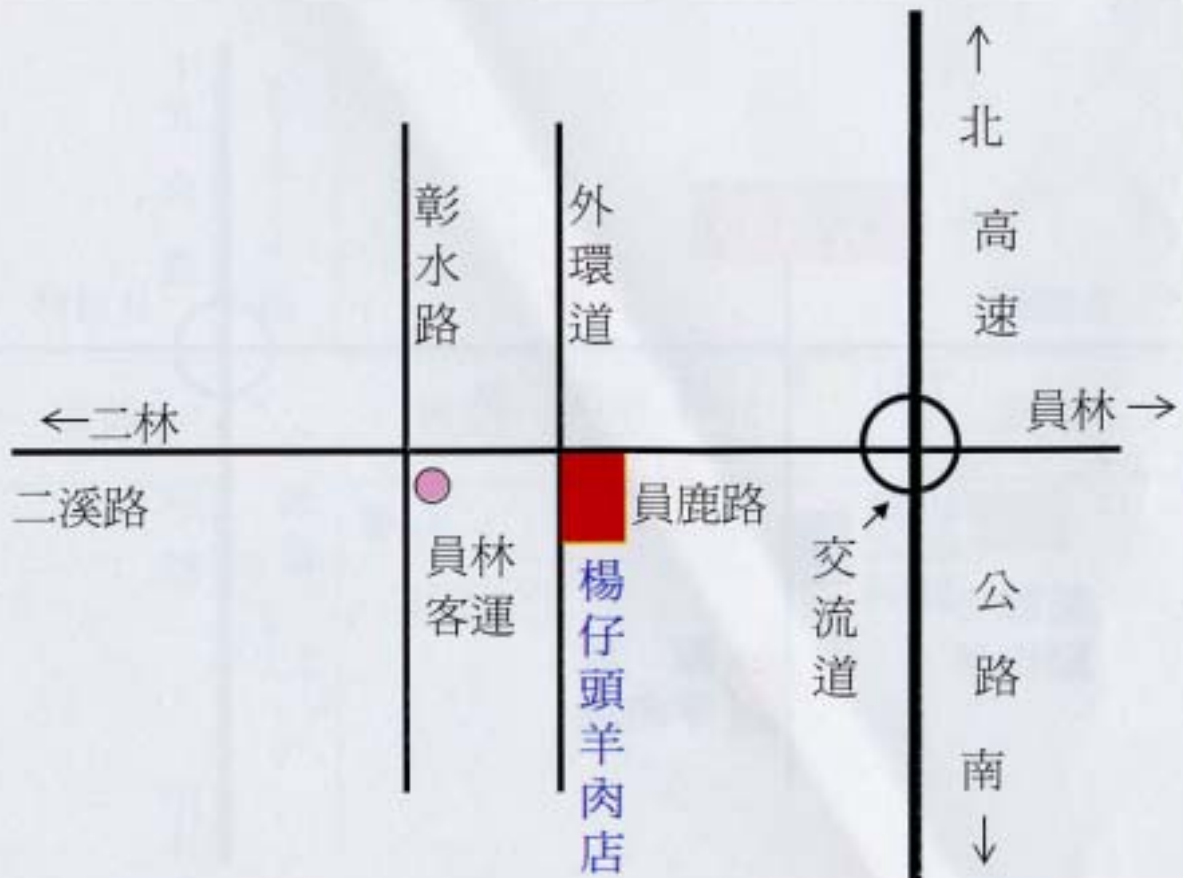 ↑
北
高速
公路
南
↓
彰水路
外環道
←二林
員林→
二溪路
員鹿路
員林
客運
交流道
楊仔頭羊肉店